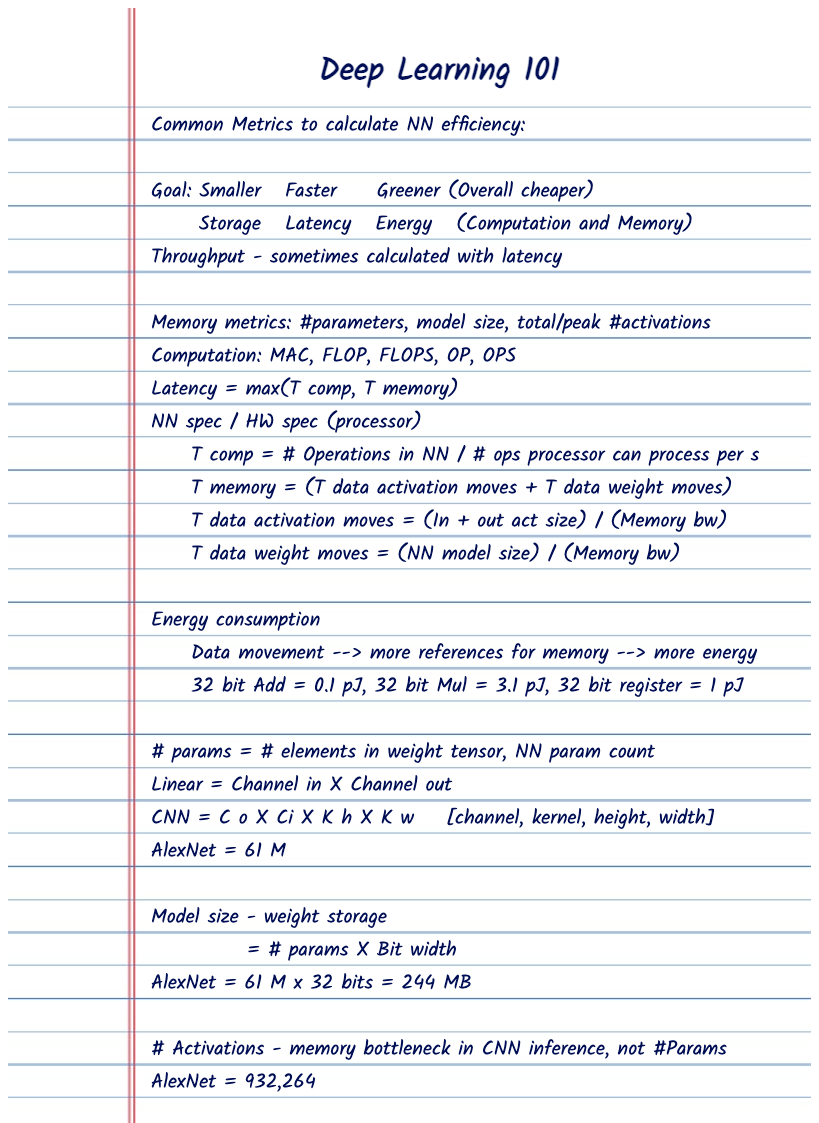 Deep Learning 101
Common Metrics to calculate NN efficiency:
Goal: Smaller Faster Greener (Overall cheaper)
Storage Latency Energy (Computation and Memory)
Throughput - sometimes calculated with latency
Memory metrics: #parameters, model size, total/peak #activations
Computation: MAC, FLOP, FLOPS, OP, OPS
Latency = max(T comp, T memory)
NN spec / HW spec (processor)
T comp = # Operations in NN / # ops processor can process per s
T memory = (T data activation moves + T data weight moves)
T data activation moves = (In + out act size) / (Memory bw)
T data weight moves = (NN model size) / (Memory bw)
Energy consumption
Data movement --> more references for memory --> more energy
32 bit Add = 0.1 pJ, 32 bit Mul = 3.1 pJ, 32 bit register = 1 pJ
# params = # elements in weight tensor, NN param count
Linear = Channel in X Channel out
CNN = C o X Ci X K h X K w [channel, kernel, height, width]
AlexNet = 61 M
Model size - weight storage
= # params X Bit width
AlexNet = 61 M x 32 bits = 244 MB
# Activations - memory bottleneck in CNN inference, not #Params
AlexNet = 932,264